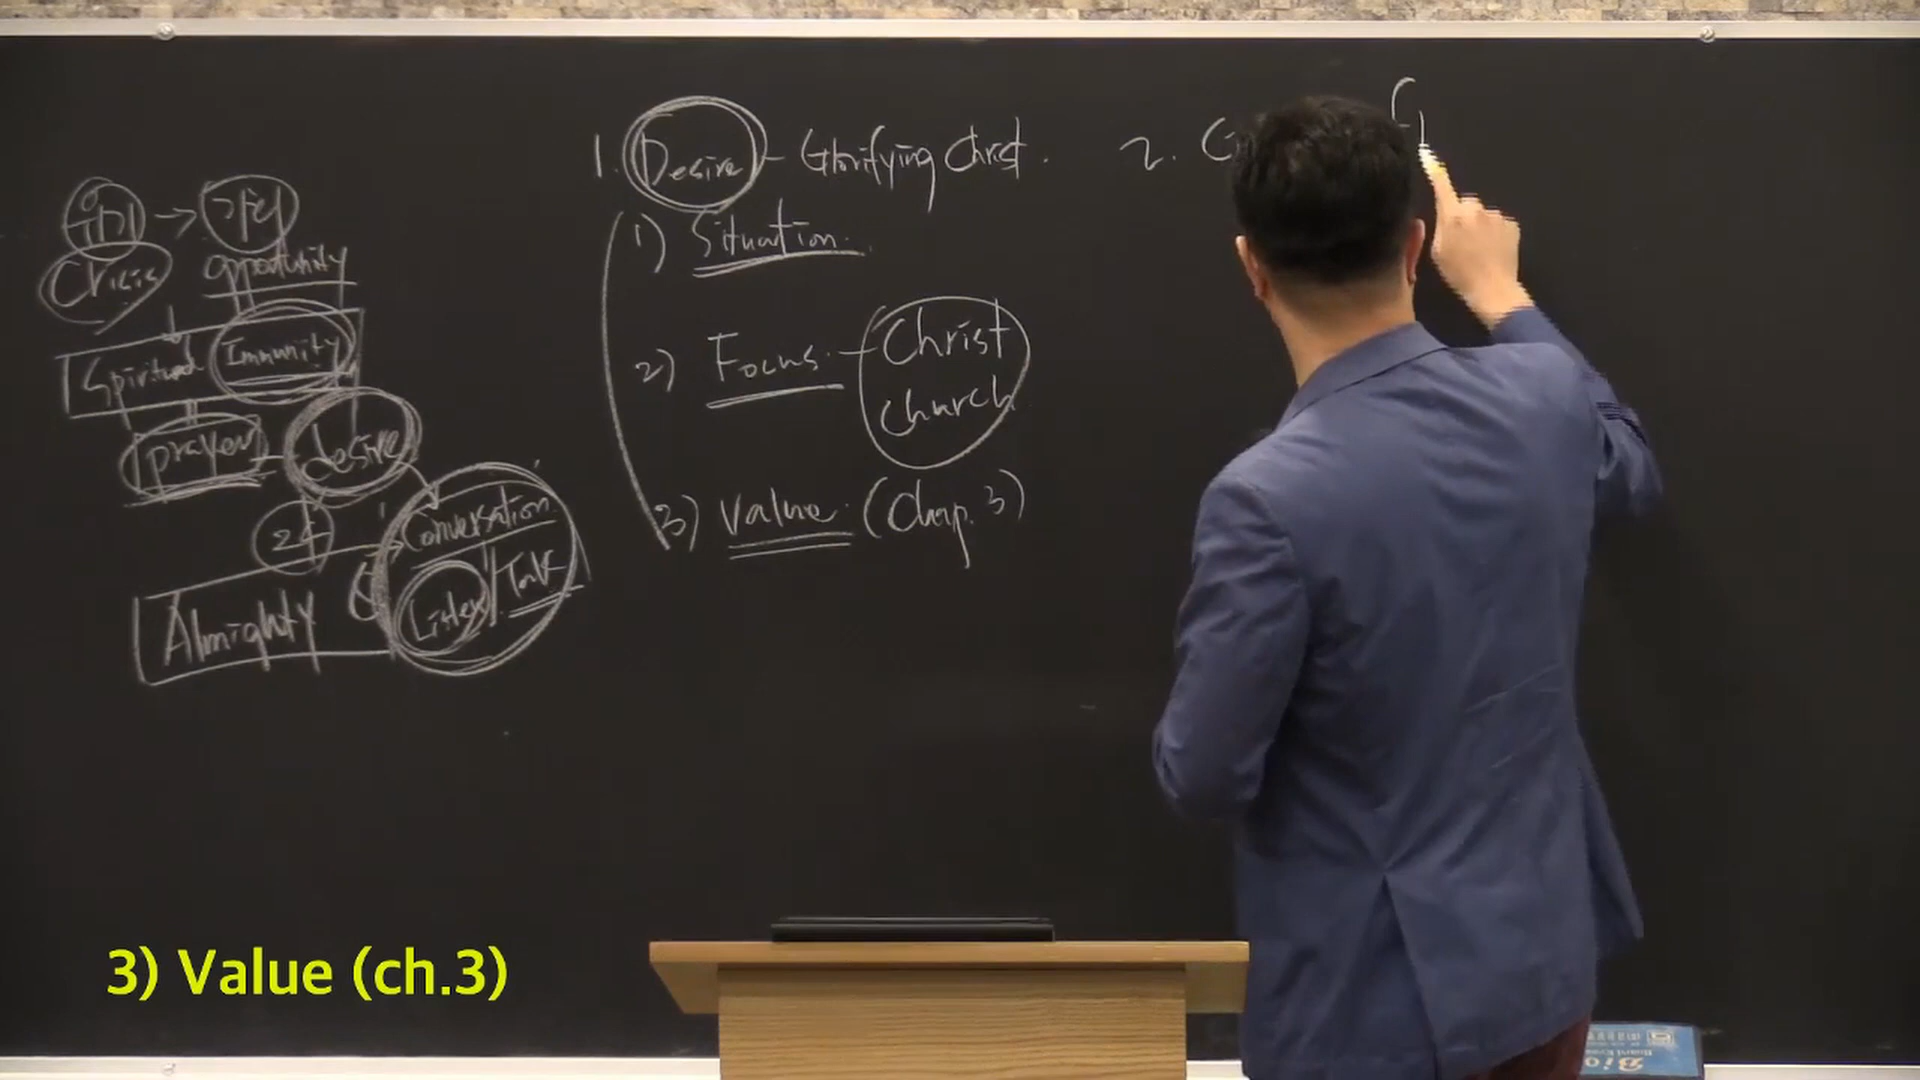 위기 → 기회
Crisis opportunity
Spiritual Immunity
prayer desire
24
Conversation
Listen / Talk
Almighty
1. Desire - Glorifying Christ.
1) Situation.
2) Focus. - Christ
church
3) Value. (Chap. 3)
2.
3) Value (ch.3)